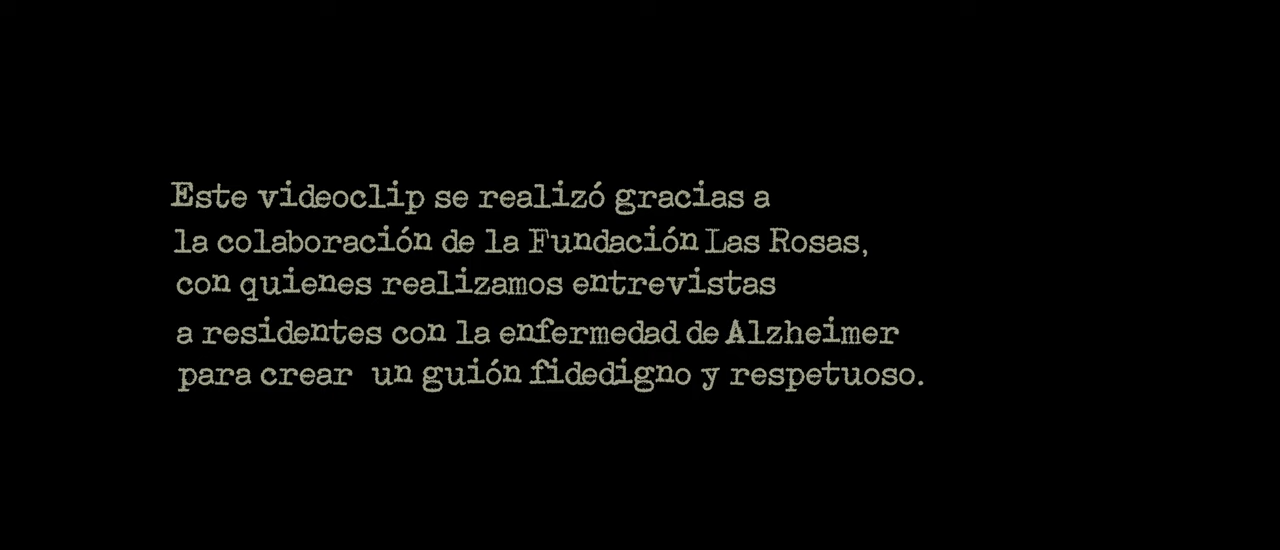 Este videoclip se realizó gracias a
la colaboración de la Fundación Las Rosas,
con quienes realizamos entrevistas
a residentes con la enfermedad de Alzheimer
para crear un guión fidedigno y respetuoso.